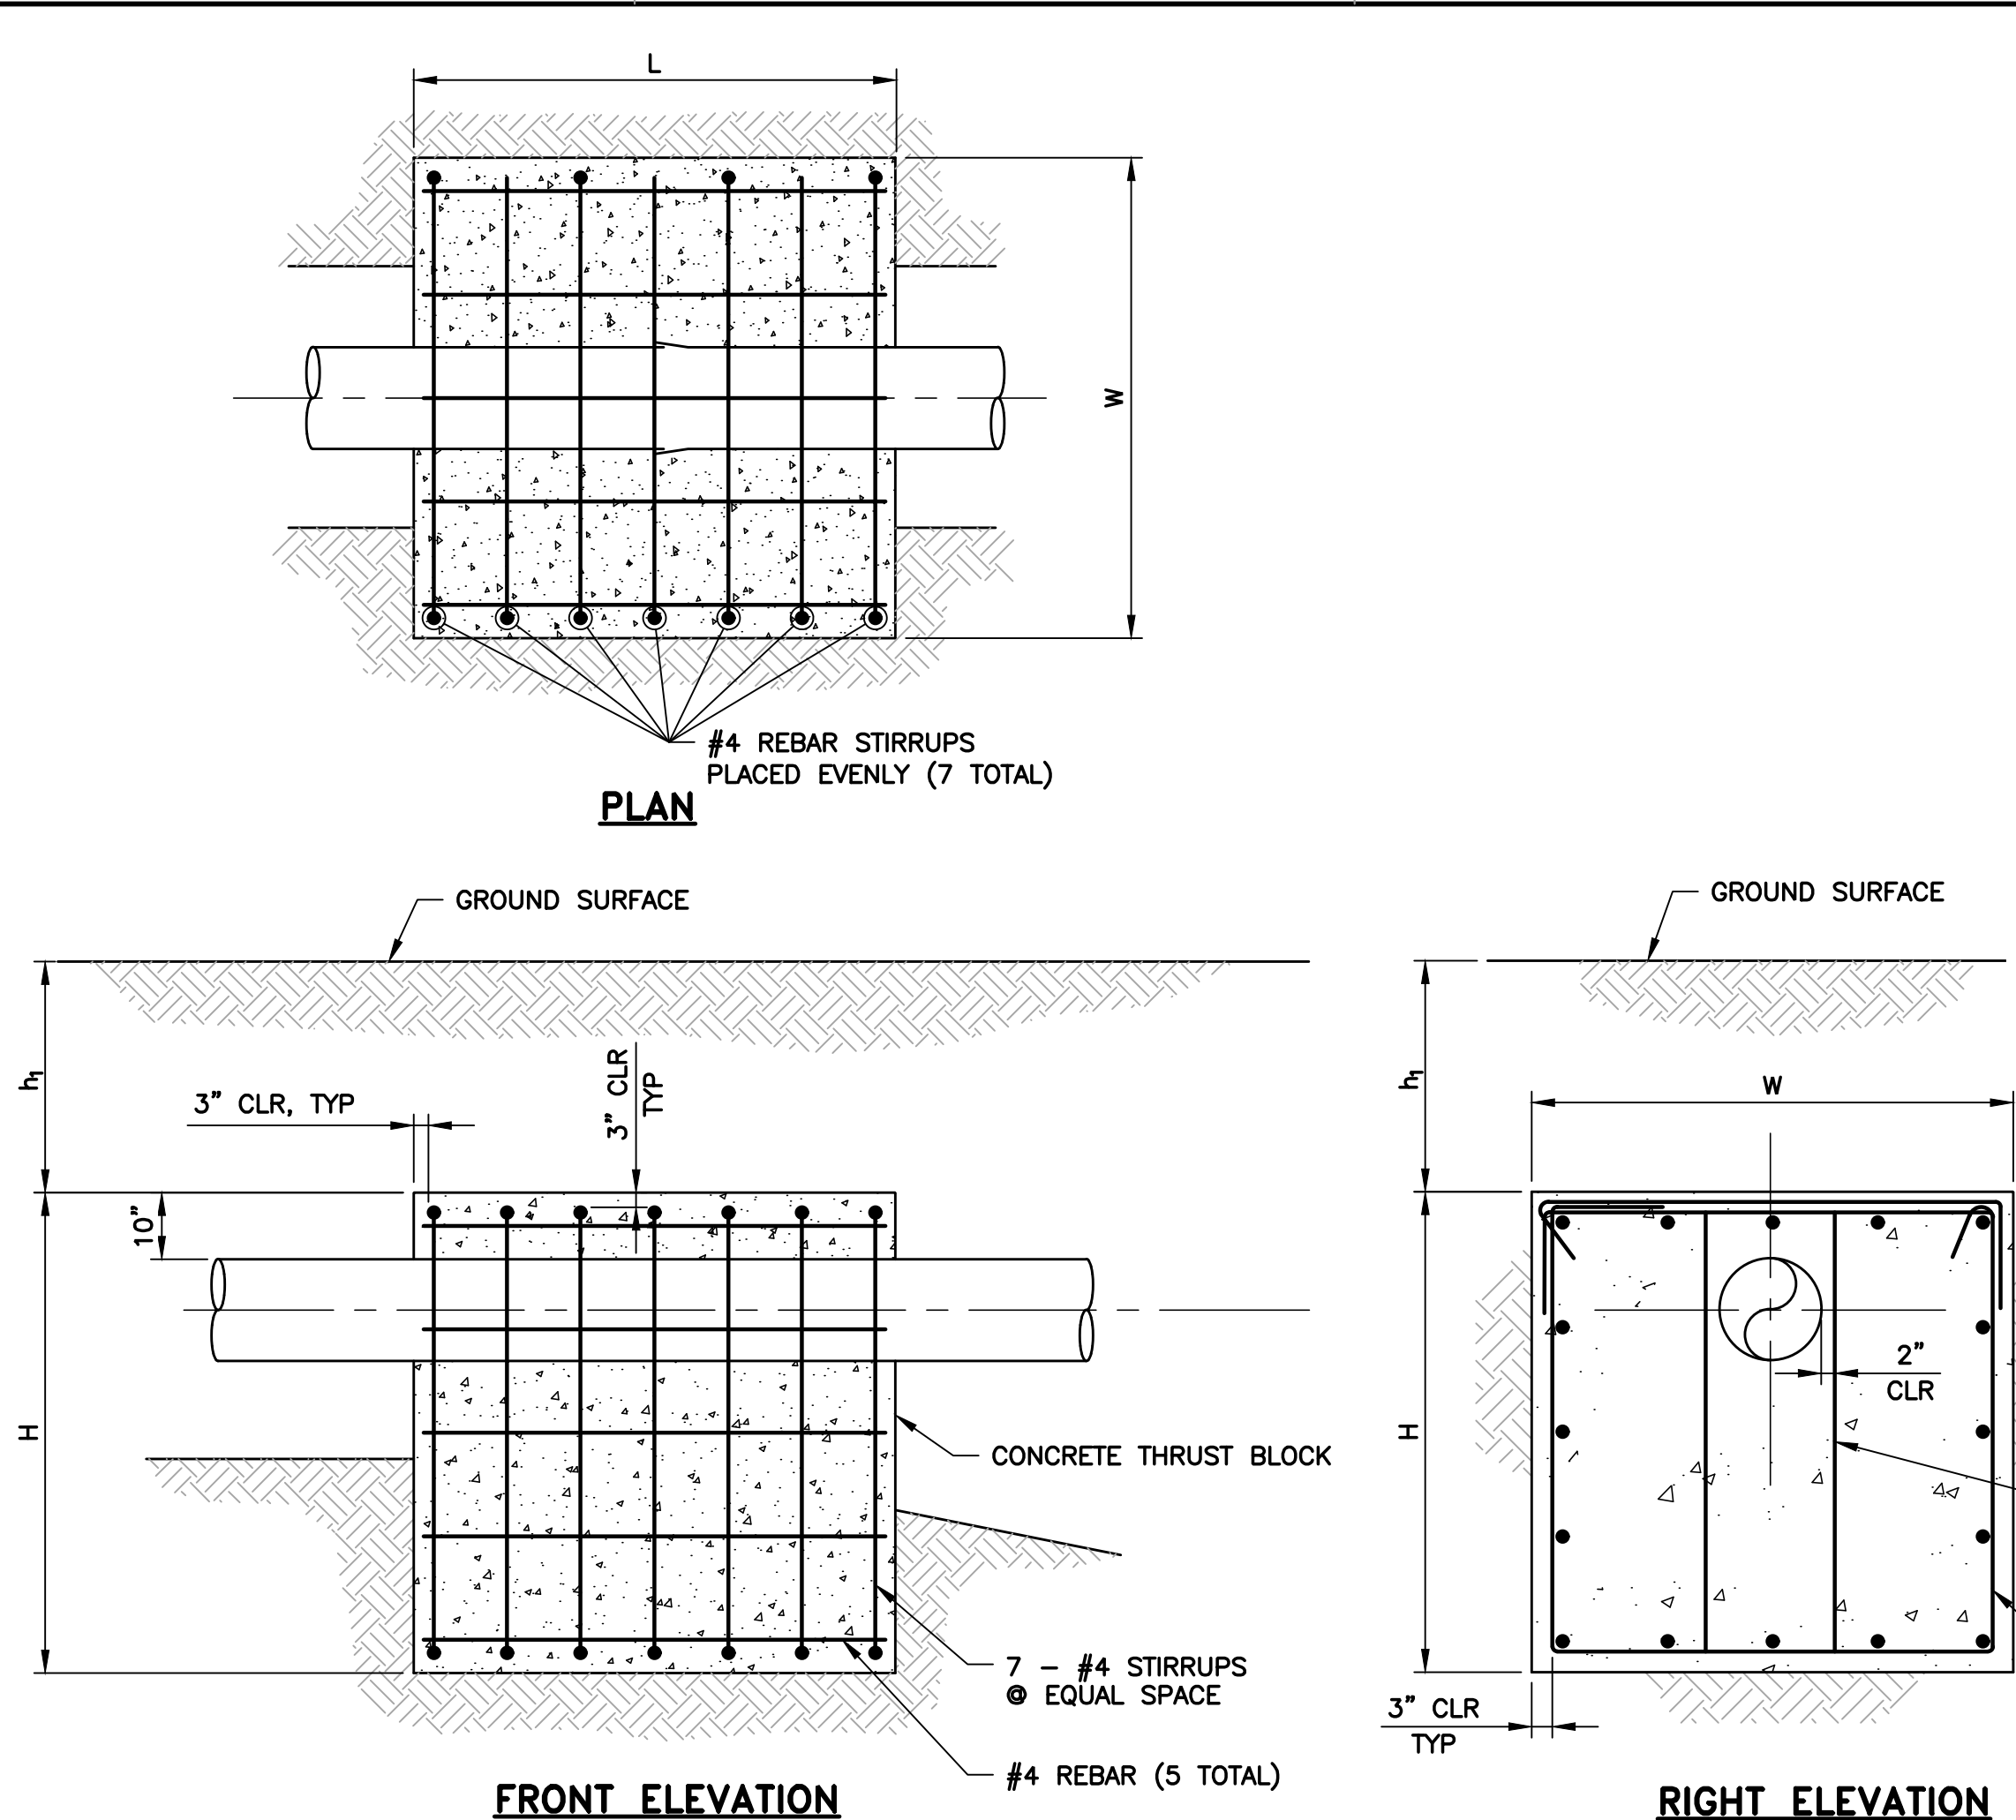 L
W
#4 REBAR STIRRUPS
PLACED EVENLY (7 TOTAL)
PLAN
GROUND SURFACE
h1
3” CLR, TYP
3” CLR
TYP
10”
H
CONCRETE THRUST BLOCK
7 – #4 STIRRUPS
@ EQUAL SPACE
#4 REBAR (5 TOTAL)
FRONT ELEVATION
GROUND SURFACE
h1
W
H
2”
CLR
3” CLR
TYP
RIGHT ELEVATION